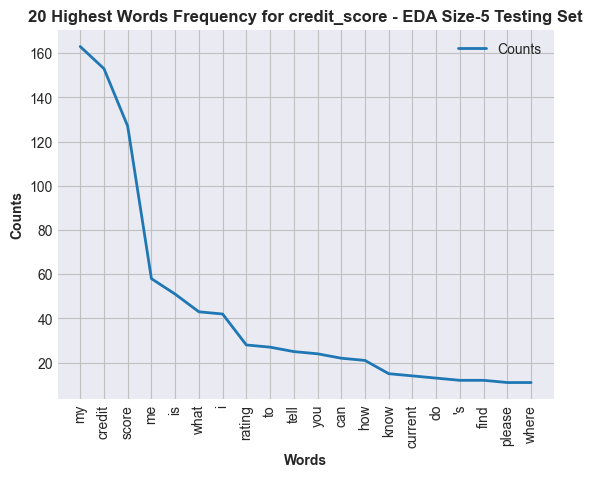 20 Highest Words Frequency for credit_score - EDA Size-5 Testing Set
Counts
160
140
120
100
80
60
40
20
Counts
my
credit
score
me
is
what
i
rating
to
tell
you
can
how
know
current
do
's
find
please
where
Words